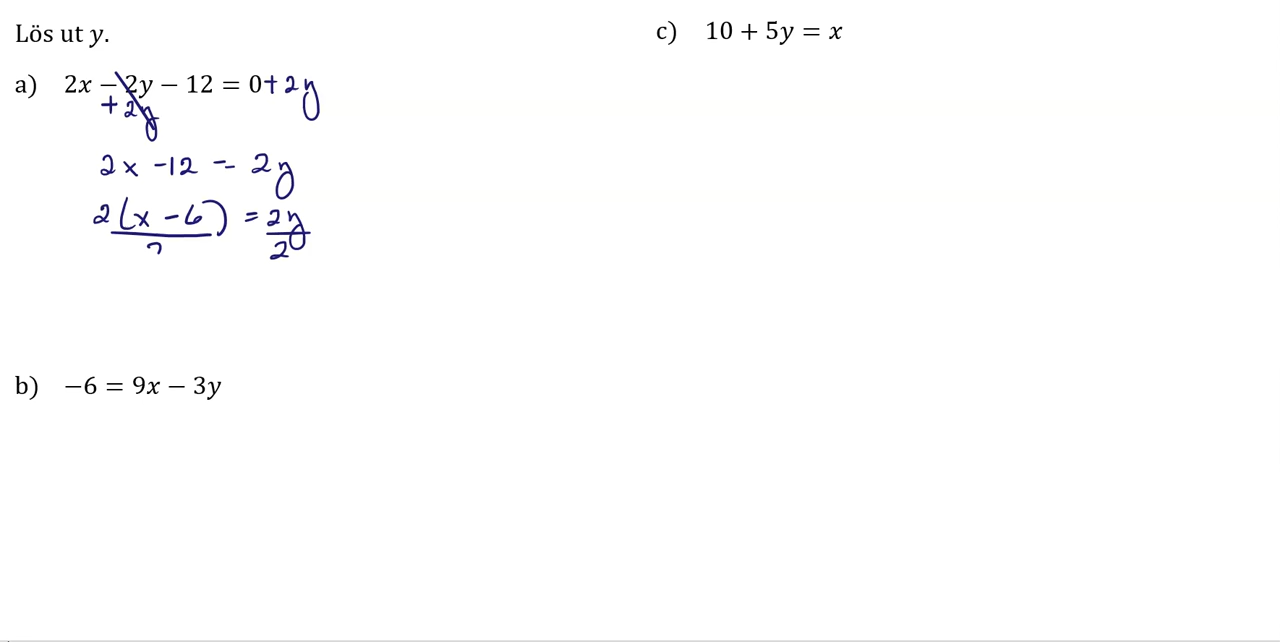 Lös ut y.
a) 2x − 2y − 12 = 0 + 2y
+ 2y
2x − 12 = 2y
2(x − 6) = 2y
2 2
b) −6 = 9x − 3y
c) 10 + 5y = x